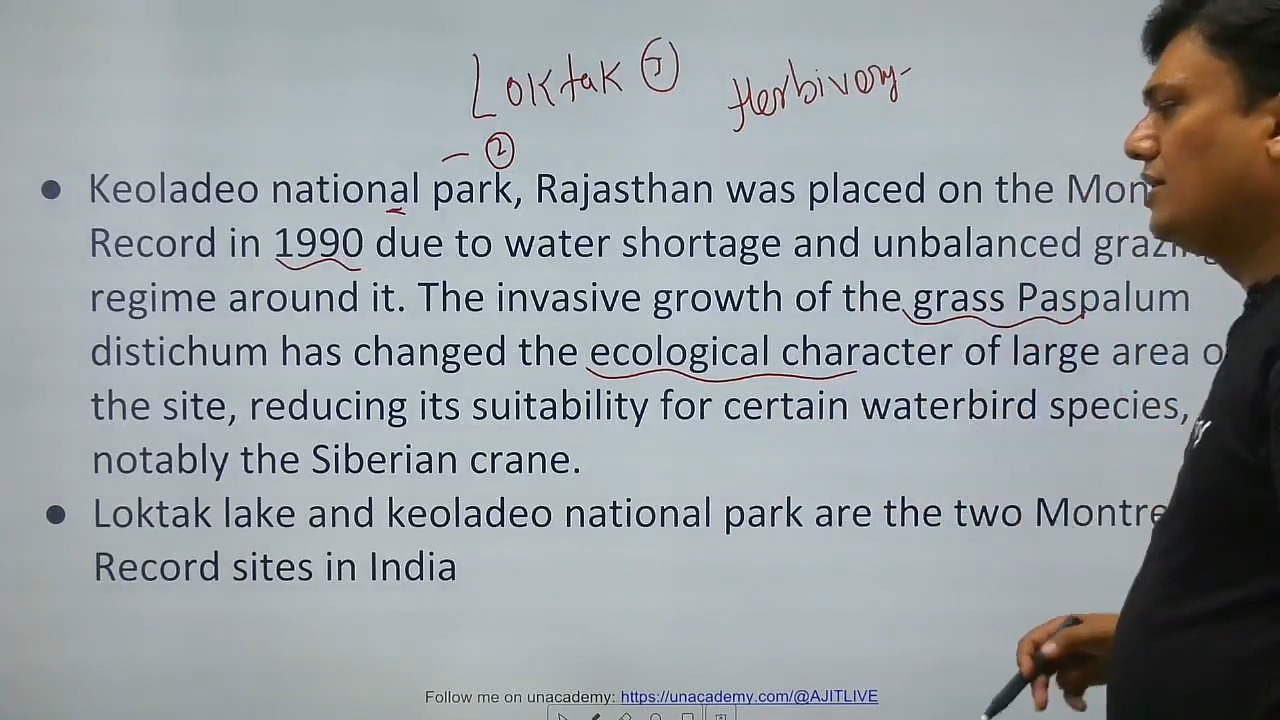 Loktak ① Herbivory
– ②
• Keoladeo national park, Rajasthan was placed on the Mon
Record in 1990 due to water shortage and unbalanced grazing
regime around it. The invasive growth of the grass Paspalum
distichum has changed the ecological character of large area o
the site, reducing its suitability for certain waterbird species,
notably the Siberian crane.
• Loktak lake and keoladeo national park are the two Montre
Record sites in India
Follow me on unacademy: https://unacademy.com/@AJITLIVE